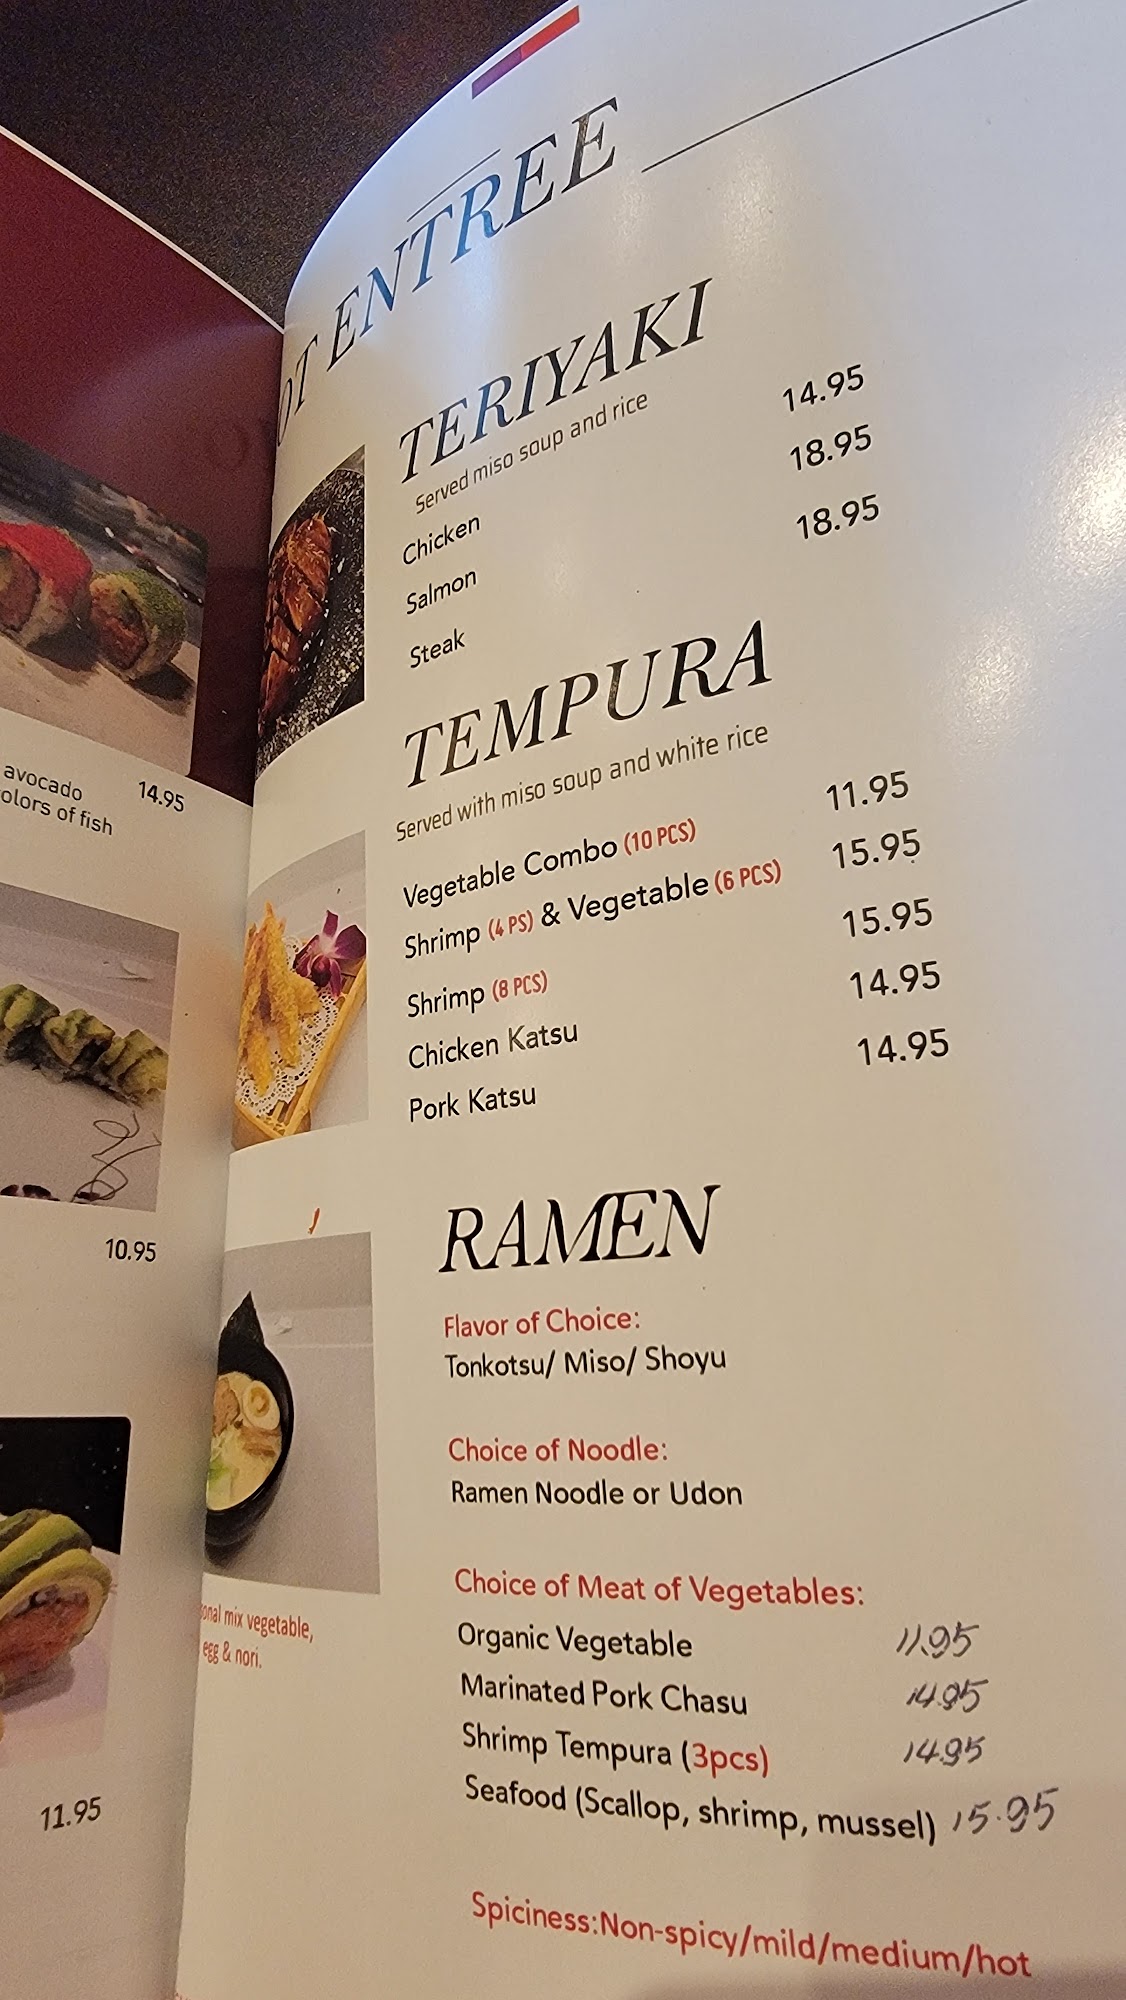 avocado
14.95
olors of fish
10.95
11.95
OT ENTREE
TERIYAKI
Served miso soup and rice
Chicken 14.95
Salmon 18.95
Steak 18.95
TEMPURA
Served with miso soup and white rice
Vegetable Combo (10 PCS) 11.95
Shrimp (4 PS) & Vegetable (6 PCS) 15.95
Shrimp (8 PCS) 15.95
Chicken Katsu 14.95
Pork Katsu 14.95
RAMEN
Flavor of Choice:
Tonkotsu/ Miso/ Shoyu
Choice of Noodle:
Ramen Noodle or Udon
Choice of Meat of Vegetables:
Organic Vegetable 11.95
Marinated Pork Chasu 14.95
Shrimp Tempura (3pcs) 14.95
Seafood (Scallop, shrimp, mussel) 15.95
Spiciness:Non-spicy/mild/medium/hot
onal mix vegetable,
egg & nori.